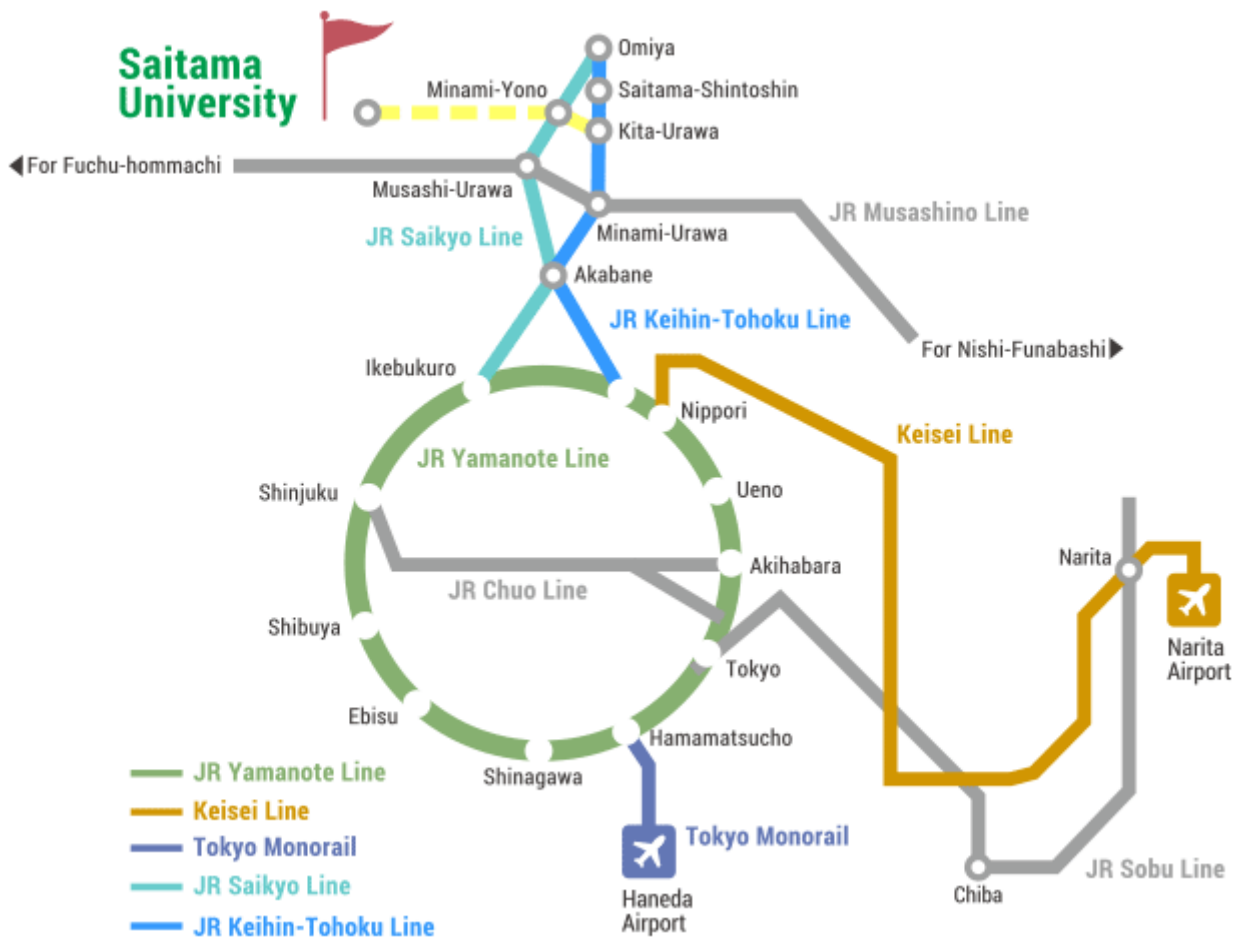 Saitama
University
Omiya
Minami-Yono
Saitama-Shintoshin
Kita-Urawa
For Fuchu-hommachi
Musashi-Urawa
JR Musashino Line
JR Saikyo Line
Minami-Urawa
Akabane
JR Keihin-Tohoku Line
For Nishi-Funabashi
Ikebukuro
Nippori
Keisei Line
JR Yamanote Line
Shinjuku
Ueno
Akihabara
Narita
JR Chuo Line
Shibuya
Tokyo
Narita
Airport
Ebisu
Hamamatsucho
Shinagawa
JR Yamanote Line
Keisei Line
Tokyo Monorail
Tokyo Monorail
JR Saikyo Line
JR Keihin-Tohoku Line
Haneda
Airport
Chiba
JR Sobu Line